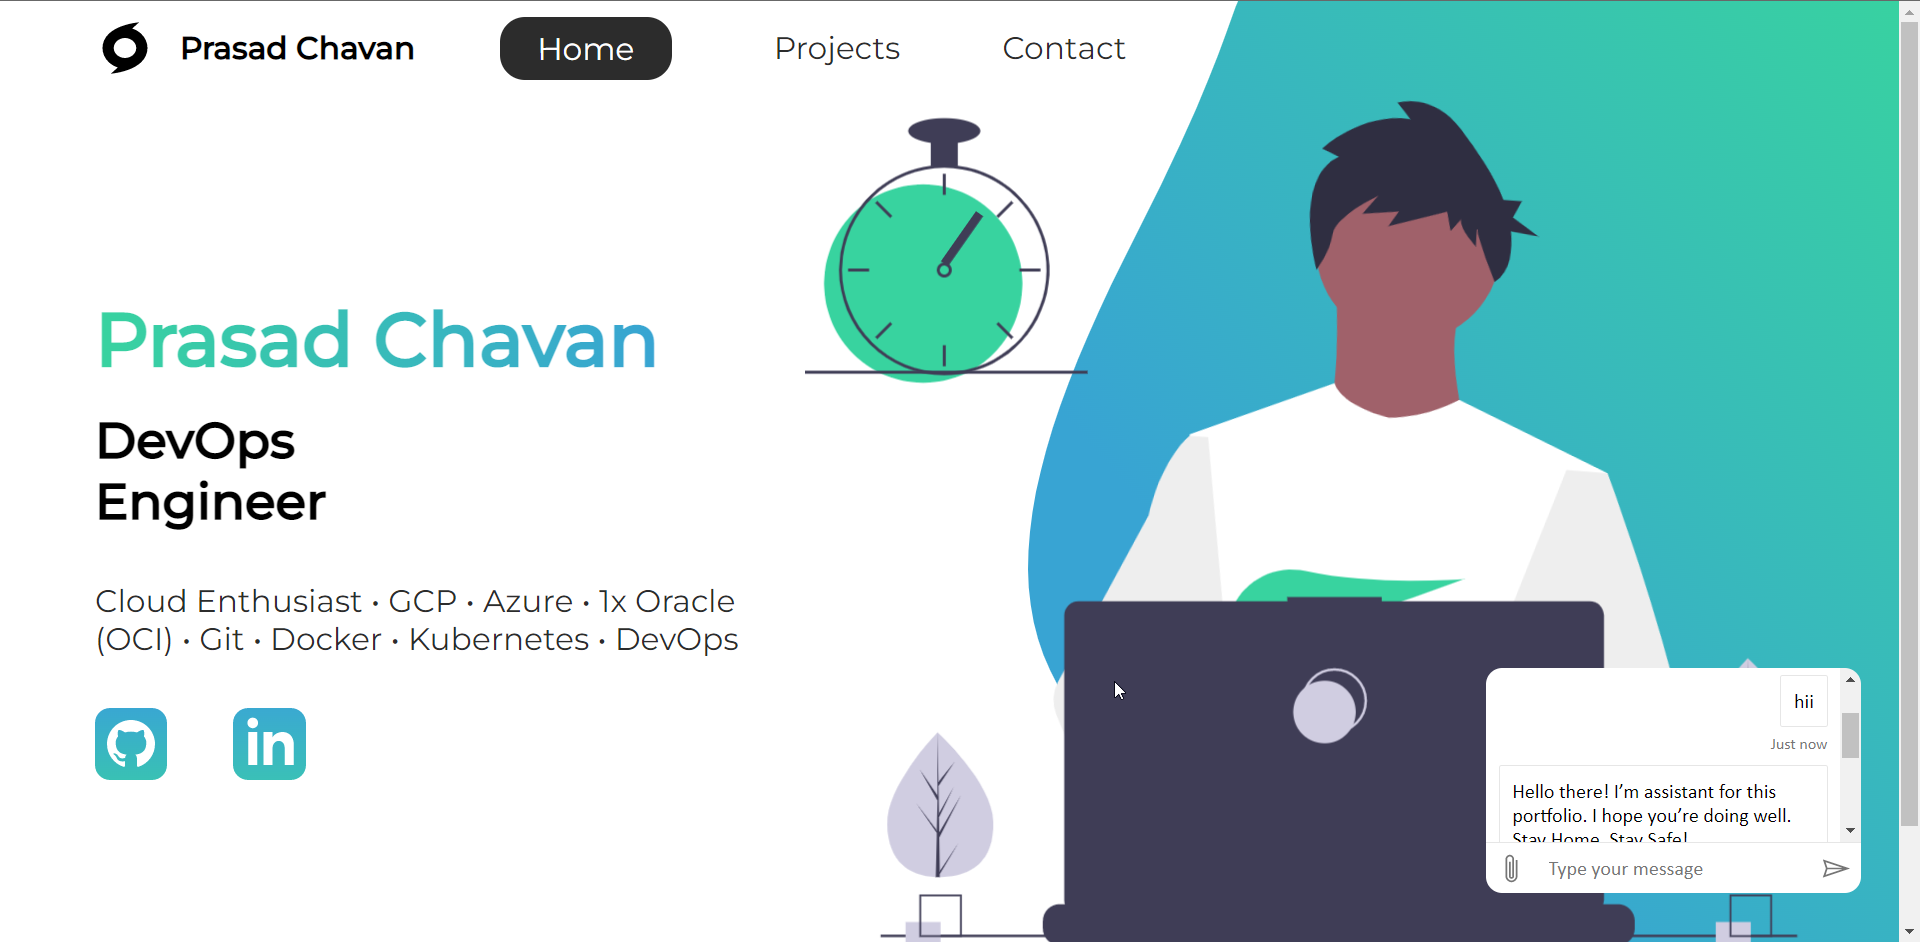 Prasad Chavan
Home
Projects
Contact
Prasad Chavan
DevOps
Engineer
Cloud Enthusiast • GCP • Azure • 1x Oracle
(OCI) • Git • Docker • Kubernetes • DevOps
in
hii
Just now
Hello there! I’m assistant for this
portfolio. I hope you’re doing well.
Stay Home, Stay Safe!
Type your message